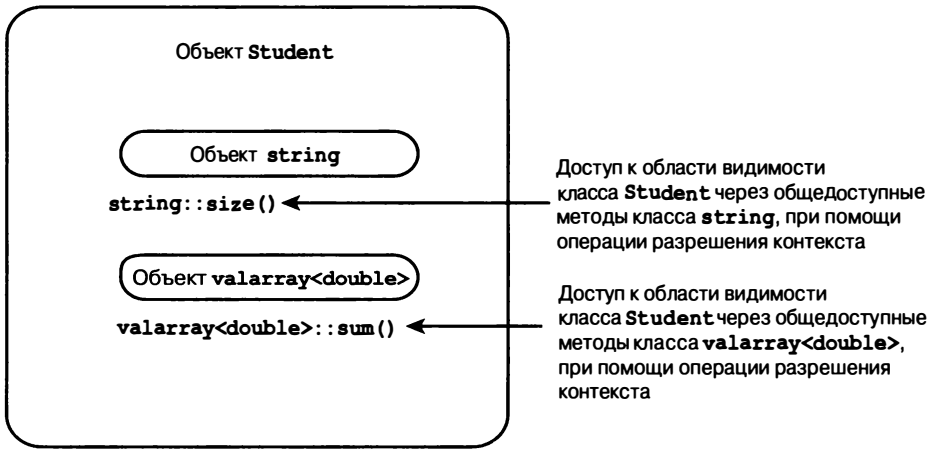 Объект Student
Объект string
string::size()
Доступ к области видимости
класса Student через общедоступные
методы класса string, при помощи
операции разрешения контекста
Объект valarray<double>
valarray<double>::sum()
Доступ к области видимости
класса Student через общедоступные
методы класса valarray<double>,
при помощи операции разрешения
контекста